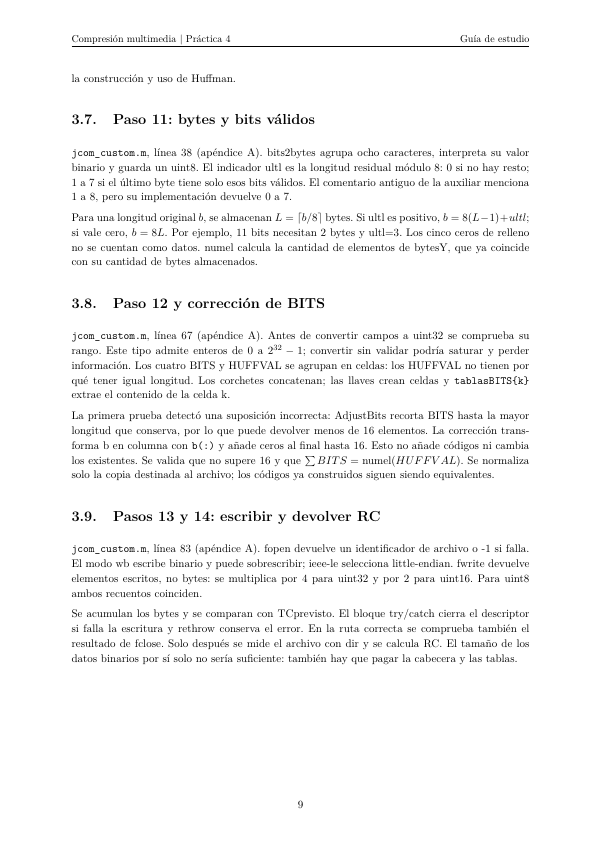 Compresión multimedia | Práctica 4 Guía de estudio
la construcción y uso de Huffman.
3.7. Paso 11: bytes y bits válidos
jcom_custom.m, línea 38 (apéndice A). bits2bytes agrupa ocho caracteres, interpreta su valor
binario y guarda un uint8. El indicador ultl es la longitud residual módulo 8: 0 si no hay resto;
1 a 7 si el último byte tiene solo esos bits válidos. El comentario antiguo de la auxiliar menciona
1 a 8, pero su implementación devuelve 0 a 7.
Para una longitud original b, se almacenan L = ⌈b/8⌉ bytes. Si ultl es positivo, b = 8(L−1)+ultl;
si vale cero, b = 8L. Por ejemplo, 11 bits necesitan 2 bytes y ultl=3. Los cinco ceros de relleno
no se cuentan como datos. numel calcula la cantidad de elementos de bytesY, que ya coincide
con su cantidad de bytes almacenados.
3.8. Paso 12 y corrección de BITS
jcom_custom.m, línea 67 (apéndice A). Antes de convertir campos a uint32 se comprueba su
rango. Este tipo admite enteros de 0 a 2³² − 1; convertir sin validar podría saturar y perder
información. Los cuatro BITS y HUFFVAL se agrupan en celdas: los HUFFVAL no tienen por
qué tener igual longitud. Los corchetes concatenan; las llaves crean celdas y tablasBITS{k}
extrae el contenido de la celda k.
La primera prueba detectó una suposición incorrecta: AdjustBits recorta BITS hasta la mayor
longitud que conserva, por lo que puede devolver menos de 16 elementos. La corrección trans-
forma b en columna con b(:) y añade ceros al final hasta 16. Esto no añade códigos ni cambia
los existentes. Se valida que no supere 16 y que ∑ BITS = numel(HUFFVAL). Se normaliza
solo la copia destinada al archivo; los códigos ya construidos siguen siendo equivalentes.
3.9. Pasos 13 y 14: escribir y devolver RC
jcom_custom.m, línea 83 (apéndice A). fopen devuelve un identificador de archivo o -1 si falla.
El modo wb escribe binario y puede sobrescribir; ieee-le selecciona little-endian. fwrite devuelve
elementos escritos, no bytes: se multiplica por 4 para uint32 y por 2 para uint16. Para uint8
ambos recuentos coinciden.
Se acumulan los bytes y se comparan con TCprevisto. El bloque try/catch cierra el descriptor
si falla la escritura y rethrow conserva el error. En la ruta correcta se comprueba también el
resultado de fclose. Solo después se mide el archivo con dir y se calcula RC. El tamaño de los
datos binarios por sí solo no sería suficiente: también hay que pagar la cabecera y las tablas.
9